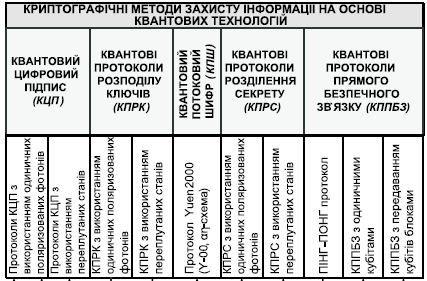 КРИПТОГРАФІЧНІ МЕТОДИ ЗАХИСТУ ІНФОРМАЦІЇ НА ОСНОВІ
КВАНТОВИХ ТЕХНОЛОГІЙ
КВАНТОВИЙ
ЦИФРОВИЙ
ПІДПИС
(КЦП)
КВАНТОВІ
ПРОТОКОЛИ
РОЗПОДІЛУ
КЛЮЧІВ
(КПРК)
КВАНТОВИЙ
ПОТОКОВИЙ
ШИФР (КПШ)
КВАНТОВІ
ПРОТОКОЛИ
РОЗДІЛЕННЯ
СЕКРЕТУ
(КПРС)
КВАНТОВІ
ПРОТОКОЛИ
ПРЯМОГО
БЕЗПЕЧНОГО
ЗВ'ЯЗКУ (КППБЗ)
Протоколи КЦП з
використанням одиничних
поляризованих фотонів
Протоколи КЦП з
використанням
переплутаних станів
КПРК з використанням
одиничних поляризованих
фотонів
КПРК з використанням
переплутаних станів
Протокол Yuen2000
(Y-00, αη-схема)
КПРС з використанням
одиничних поляризованих
фотонів
КПРС з використанням
переплутаних станів
ПІНГ–ПОНГ протокол
КППБЗ з одиничними
кубітами
КППБЗ з передаванням
кубітів блоками